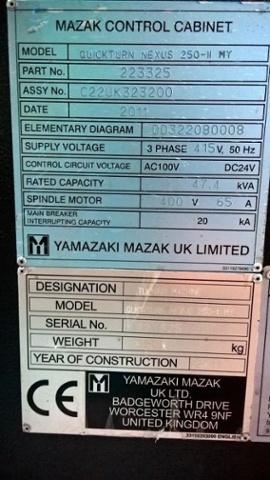 MAZAK CONTROL CABINET
MODEL QUICKTURN NEXUS 250-II MY
PART No. 223325
ASSY No. C22UK323200
DATE 2011
ELEMENTARY DIAGRAM DD322080008
SUPPLY VOLTAGE 3 PHASE 415V, 50 Hz
CONTROL CIRCUIT VOLTAGE AC100V DC24V
RATED CAPACITY 47.4 kVA
SPINDLE MOTOR 400 V 65 A
MAIN BREAKER
INTERRUPTING CAPACITY 20 kA
YAMAZAKI MAZAK UK LIMITED
DESIGNATION
MODEL
SERIAL No.
WEIGHT kg
YEAR OF CONSTRUCTION
CE
YAMAZAKI MAZAK
UK LTD.
BADGEWORTH DRIVE
WORCESTER WR4 9NF
UNITED KINGDOM